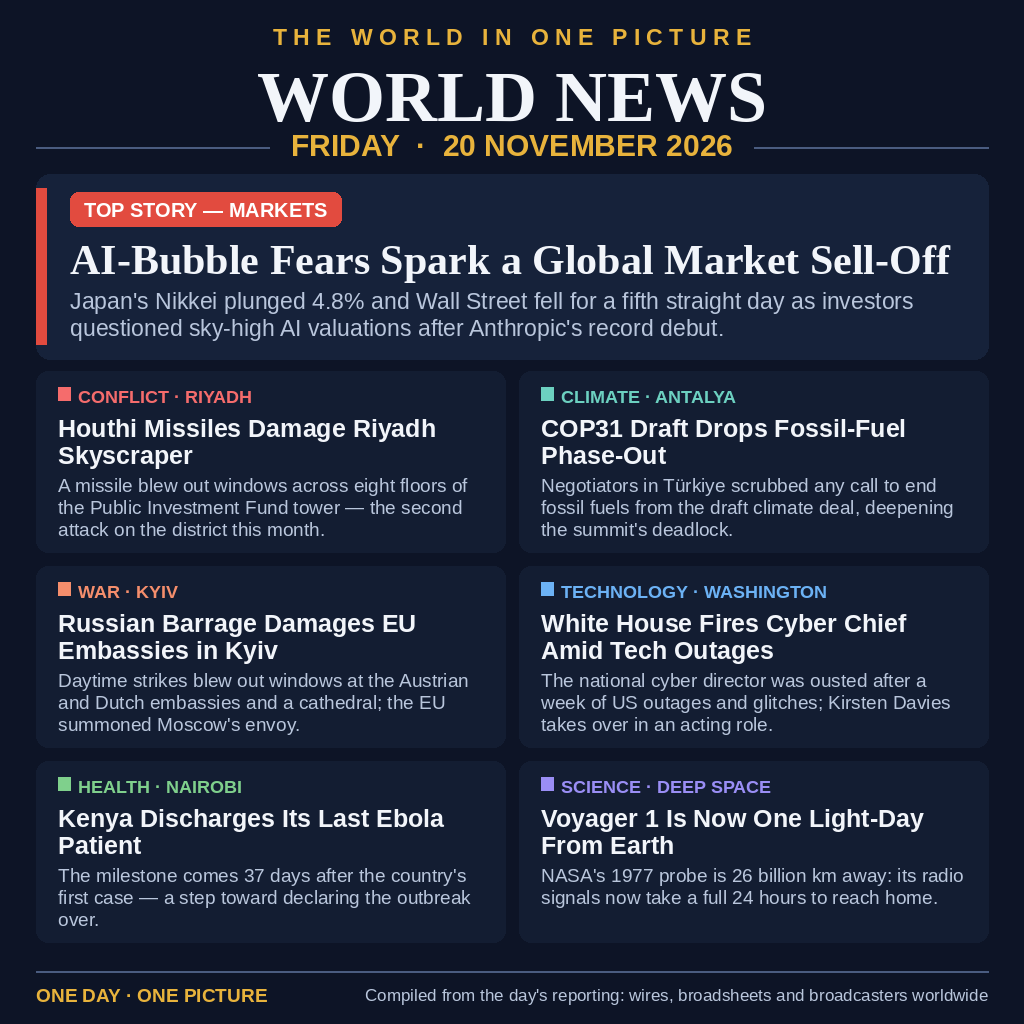 THE WORLD IN ONE PICTURE
WORLD NEWS
FRIDAY · 20 NOVEMBER 2026
TOP STORY — MARKETS
AI-Bubble Fears Spark a Global Market Sell-Off
Japan's Nikkei plunged 4.8% and Wall Street fell for a fifth straight day as investors
questioned sky-high AI valuations after Anthropic's record debut.
CONFLICT · RIYADH
Houthi Missiles Damage Riyadh
Skyscraper
A missile blew out windows across eight floors of
the Public Investment Fund tower — the second
attack on the district this month.
CLIMATE · ANTALYA
COP31 Draft Drops Fossil-Fuel
Phase-Out
Negotiators in Türkiye scrubbed any call to end
fossil fuels from the draft climate deal, deepening
the summit's deadlock.
WAR · KYIV
Russian Barrage Damages EU
Embassies in Kyiv
Daytime strikes blew out windows at the Austrian
and Dutch embassies and a cathedral; the EU
summoned Moscow's envoy.
TECHNOLOGY · WASHINGTON
White House Fires Cyber Chief
Amid Tech Outages
The national cyber director was ousted after a
week of US outages and glitches; Kirsten Davies
takes over in an acting role.
HEALTH · NAIROBI
Kenya Discharges Its Last Ebola
Patient
The milestone comes 37 days after the country's
first case — a step toward declaring the outbreak
over.
SCIENCE · DEEP SPACE
Voyager 1 Is Now One Light-Day
From Earth
NASA's 1977 probe is 26 billion km away: its radio
signals now take a full 24 hours to reach home.
ONE DAY · ONE PICTURE
Compiled from the day's reporting: wires, broadsheets and broadcasters worldwide